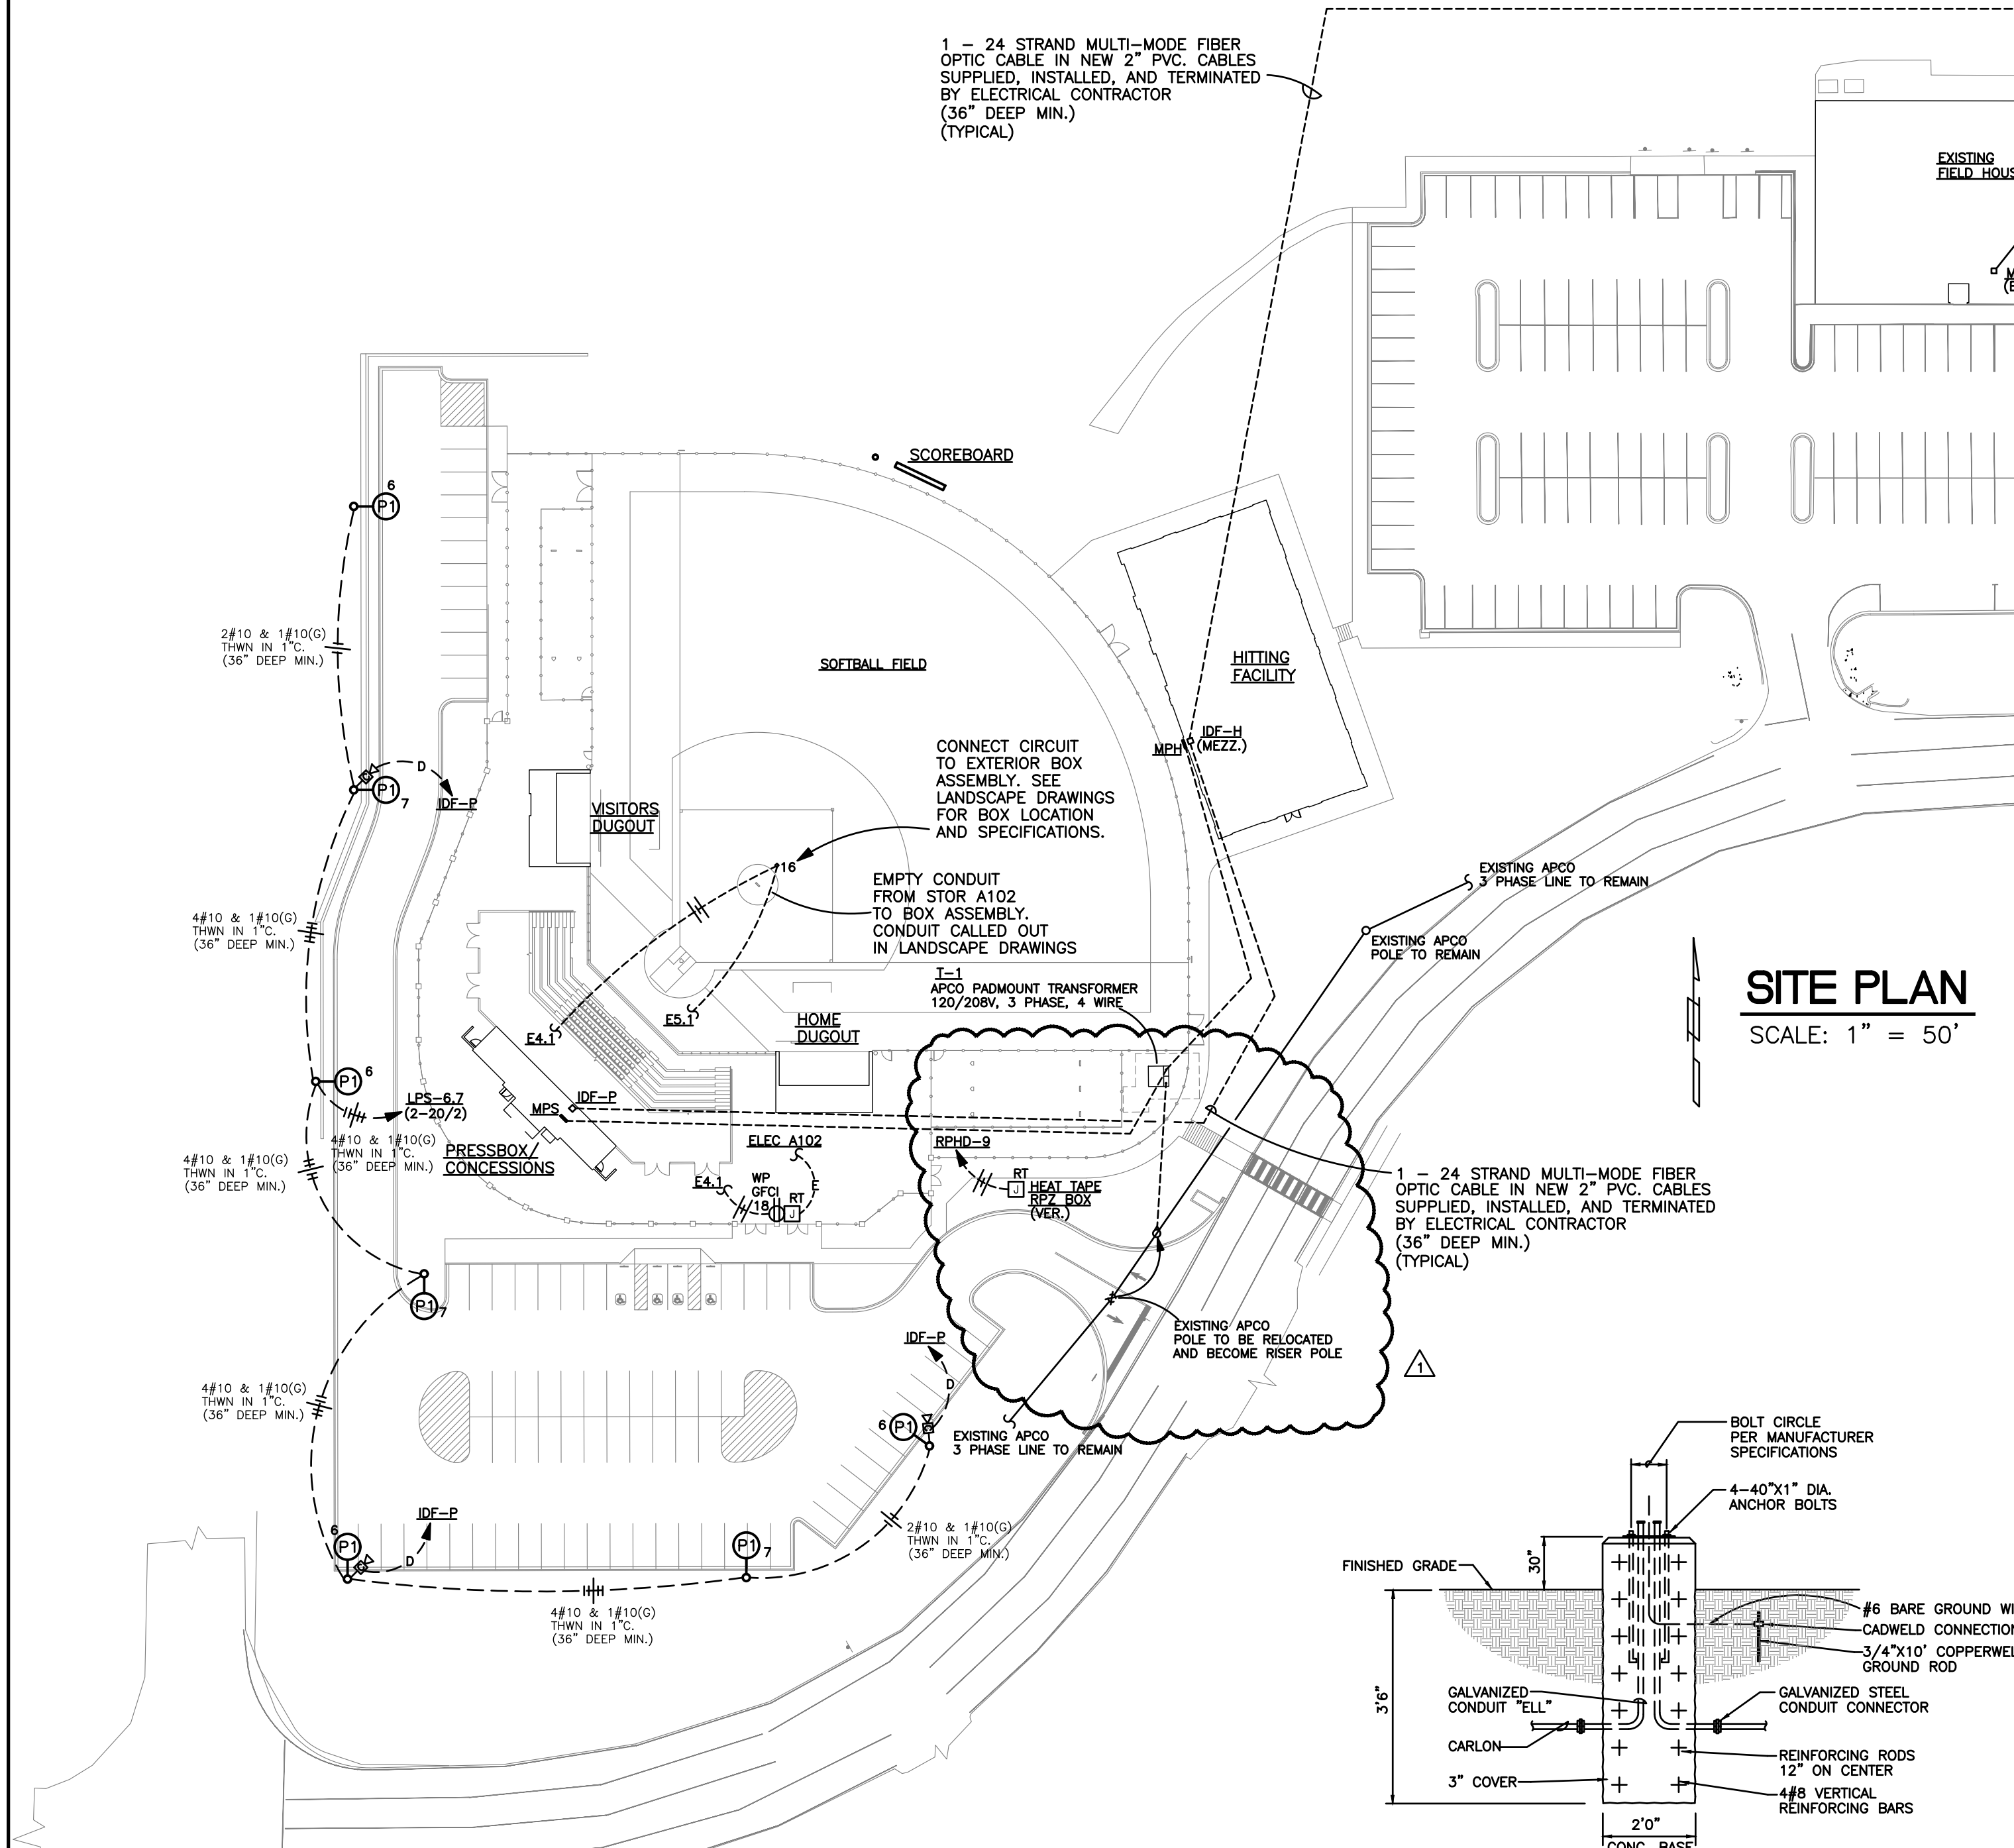 1 - 24 STRAND MULTI-MODE FIBER
OPTIC CABLE IN NEW 2" PVC. CABLES
SUPPLIED, INSTALLED, AND TERMINATED
BY ELECTRICAL CONTRACTOR
(36" DEEP MIN.)
(TYPICAL)
EXISTING
SCOREBOARD
6
P1
2#10 & 1#10(G)
THWN IN 1"C.
(36" DEEP MIN.)
SOFTBALL FIELD
HITTING
FACILITY
IDF-H
(MEZZ.)
MPH
CONNECT CIRCUIT
TO EXTERIOR BOX
ASSEMBLY. SEE
LANDSCAPE DRAWINGS
FOR BOX LOCATION
AND SPECIFICATIONS.
D
C
P1
7
IDF-P
VISITORS
DUGOUT
16
EMPTY CONDUIT
FROM STOR A102
TO BOX ASSEMBLY.
CONDUIT CALLED OUT
IN LANDSCAPE DRAWINGS
EXISTING APCO
3 PHASE LINE TO REMAIN
4#10 & 1#10(G)
THWN IN 1"C.
(36" DEEP MIN.)
EXISTING APCO
POLE TO REMAIN
T-1
APCO PADMOUNT TRANSFORMER
120/208V, 3 PHASE, 4 WIRE
N
SITE PLAN
SCALE: 1" = 50'
E4.1
E5.1
HOME
DUGOUT
P1
6
LPS-6.7
(2-20/2)
MPS
IDF-P
4#10 & 1#10(G)
THWN IN 1"C.
(36" DEEP MIN.)
4#10 & 1#10(G)
THWN IN 1"C.
(36" DEEP MIN.)
PRESSBOX/
CONCESSIONS
ELEC A102
E4.1
WP
GFCI
18
RT
J
E
RPHD-9
RT
J
HEAT TAPE
RPZ BOX
(VER.)
1 - 24 STRAND MULTI-MODE FIBER
OPTIC CABLE IN NEW 2" PVC. CABLES
SUPPLIED, INSTALLED, AND TERMINATED
BY ELECTRICAL CONTRACTOR
(36" DEEP MIN.)
(TYPICAL)
P1
7
EXISTING APCO
POLE TO BE RELOCATED
AND BECOME RISER POLE
1
IDF-P
D
4#10 & 1#10(G)
THWN IN 1"C.
(36" DEEP MIN.)
6
P1
C
EXISTING APCO
3 PHASE LINE TO REMAIN
IDF-P
6
P1
C
D
P1
7
2#10 & 1#10(G)
THWN IN 1"C.
(36" DEEP MIN.)
4#10 & 1#10(G)
THWN IN 1"C.
(36" DEEP MIN.)
BOLT CIRCLE
PER MANUFACTURER
SPECIFICATIONS
4-40"X1" DIA.
ANCHOR BOLTS
FINISHED GRADE
30"
#6 BARE GROUND
CADWELD
3/4"X10'
GROUND ROD
3'6"
GALVANIZED
CONDUIT "ELL"
GALVANIZED STEEL
CONDUIT CONNECTOR
CARLON
REINFORCING RODS
12" ON CENTER
3" COVER
4#8 VERTICAL
REINFORCING BARS
2'0"
CONC. BASE